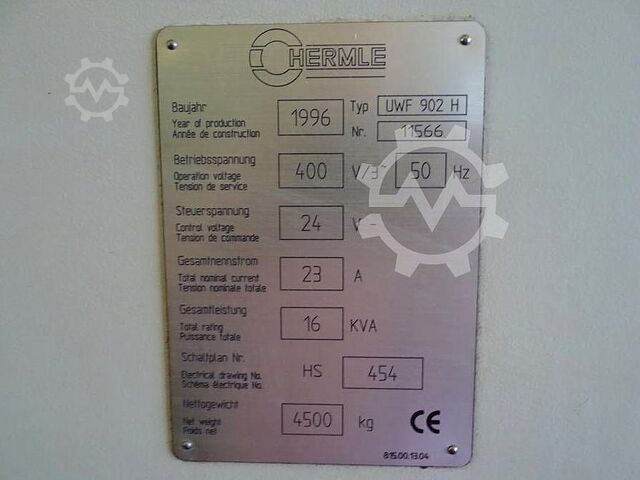 HERMLE
Baujahr
Year of production
Année de construction
1996
Typ UWF 902 H
Nr. 11566
Betriebsspannung
Operation voltage
Tension de service
400 V/3~ 50 Hz
Steuerspannung
Control voltage
Tension de commande
24 V
Gesamtnennstrom
Total nominal current
Tension nominale totale
23 A
Gesamtleistung
Total rating
Puissance totale
16 KVA
Schaltplan Nr.
Electrical drawing No.
Schéma électrique No.
HS 454
Nettogewicht
Net weight
Poids net
4500 kg
CE
815.00.13.04